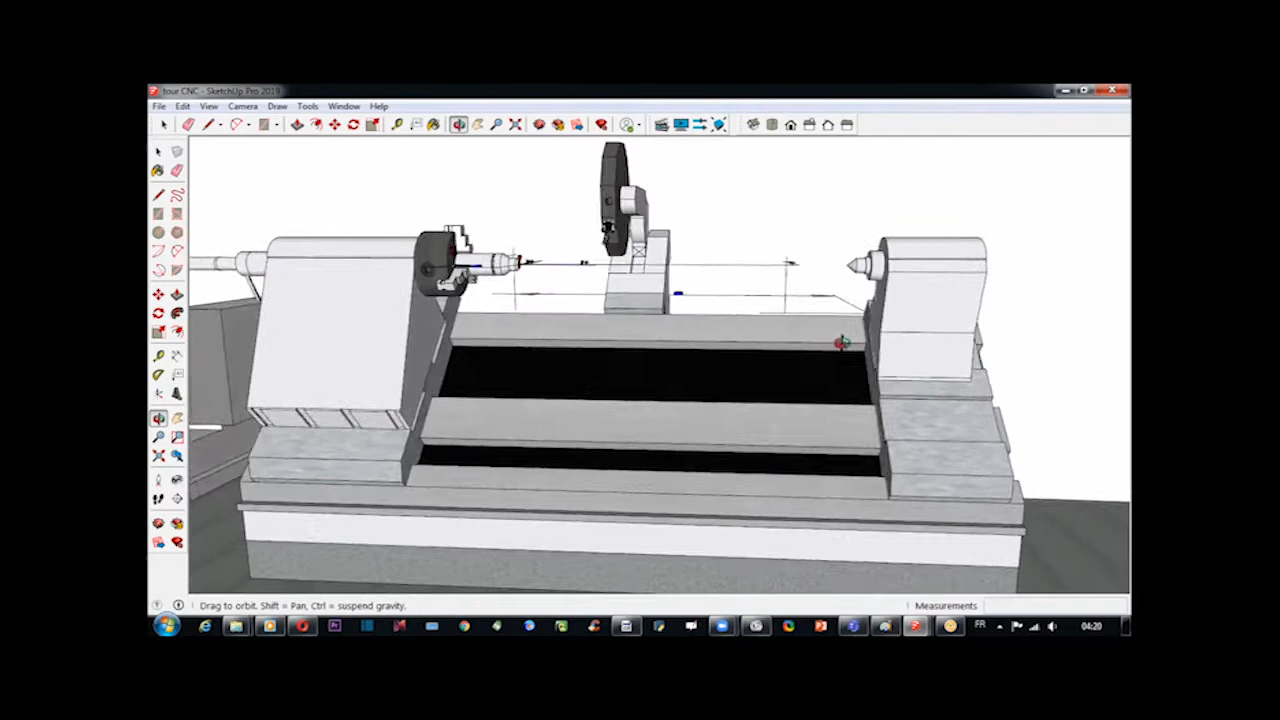 tour CNC - SketchUp Pro 2019
File Edit View Camera Draw Tools Window Help
Drag to orbit. Shift = Pan, Ctrl = suspend gravity.
Measurements
FR
04:20